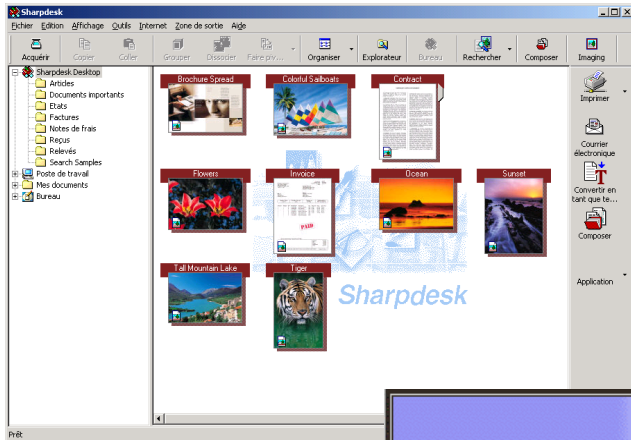 Sharpdesk
Fichier Edition Affichage Outils Internet Zone de sortie Aide
Acquérir Copier Coller Grouper Dissocier Faire piv... Organiser Explorateur Bureau Rechercher Composer Imaging
Sharpdesk Desktop
Articles
Documents importants
Etats
Factures
Notes de frais
Reçus
Relevés
Search Samples
Poste de travail
Mes documents
Bureau
Brochure Spread Colorful Sailboats Contract
Flowers Invoice Ocean Sunset
PAID
Tall Mountain Lake Tiger
Sharpdesk
Imprimer
Courrier
électronique
Convertir en
tant que te...
Composer
Application
Prêt